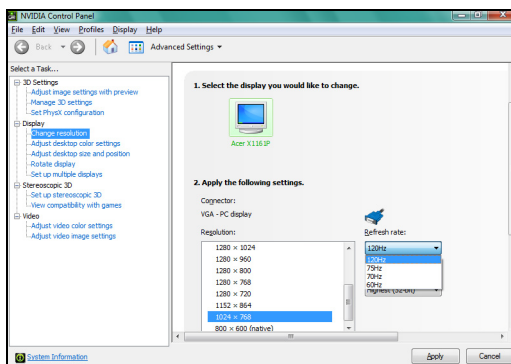 NVIDIA Control Panel
File Edit View Profiles Display Help
Back Advanced Settings
Select a Task...
3D Settings
Adjust image settings with preview
Manage 3D settings
Set PhysX configuration
Display
Change resolution
Adjust desktop color settings
Adjust desktop size and position
Rotate display
Set up multiple displays
Stereoscopic 3D
Set up stereoscopic 3D
View compatibility with games
Video
Adjust video color settings
Adjust video image settings
1. Select the display you would like to change.
Acer X1161P
2. Apply the following settings.
Connector:
VGA - PC display
Resolution:
1280 × 1024
1280 × 960
1280 × 800
1280 × 768
1280 × 720
1152 × 864
1024 × 768
800 × 600 (native)
Refresh rate:
120Hz
120Hz
75Hz
70Hz
60Hz
Highest (32-bit)
System Information
Apply Cancel